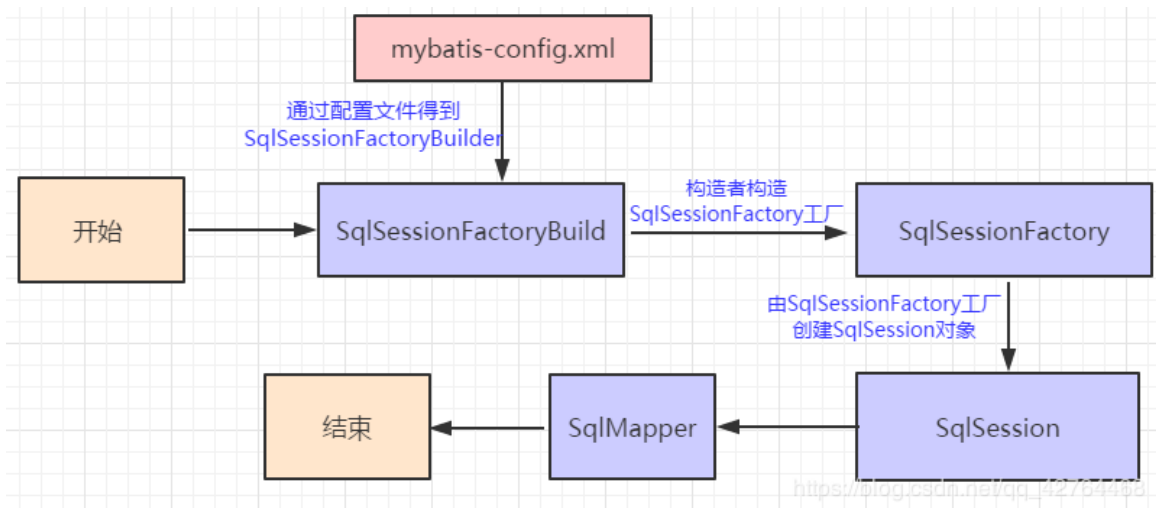 mybatis-config.xml
通过配置文件得到
SqlSessionFactoryBuilder
开始
SqlSessionFactoryBuild
构造者构造
SqlSessionFactory工厂
SqlSessionFactory
由SqlSessionFactory工厂
创建SqlSession对象
结束
SqlMapper
SqlSession
https://blog.csdn.net/qq_42764468